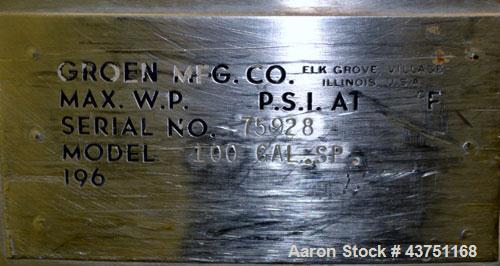 GROEN MFG. CO. ELK GROVE VILLAGE
ILLINOIS U.S.A.
MAX. W.P. P.S.I. AT °F
SERIAL NO. 75928
MODEL 100 GAL. SP.
196
Aaron Stock # 43751168